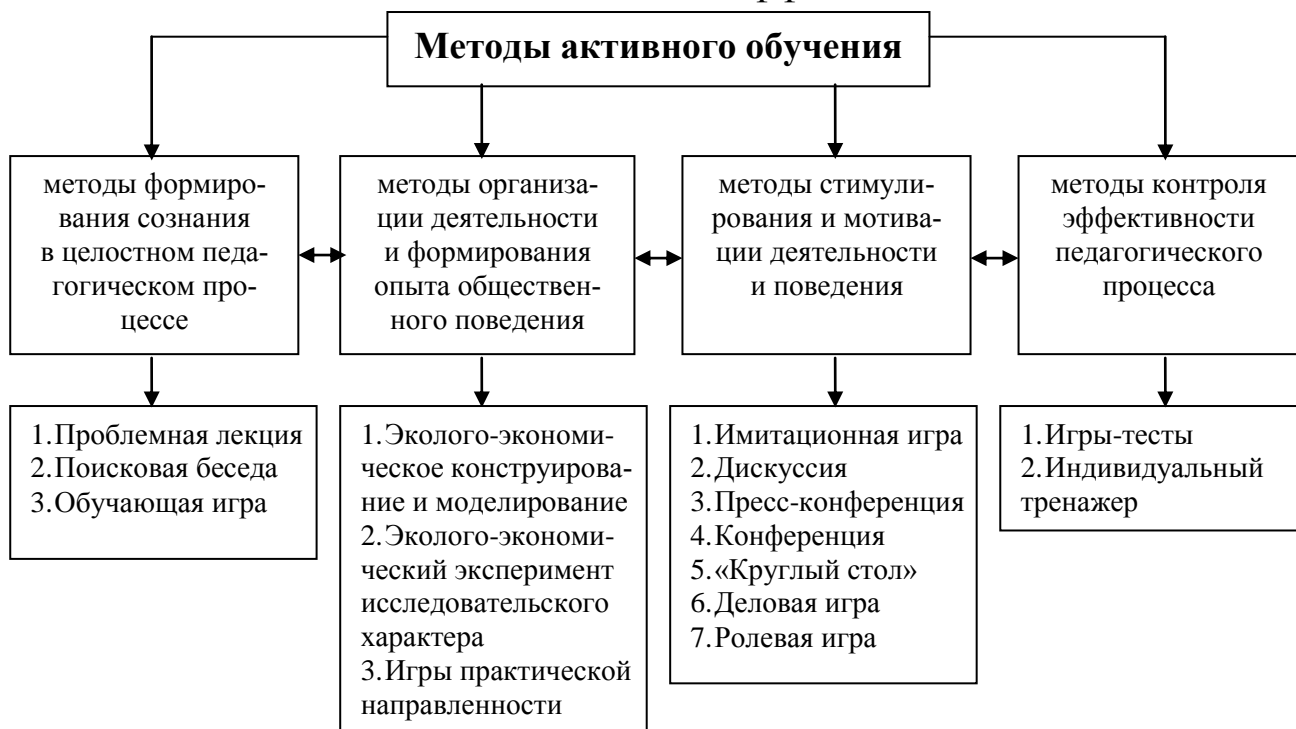 Методы активного обучения
методы формиро-
вания сознания
в целостном педа-
гогическом про-
цессе
методы организа-
ции деятельности
и формирования
опыта обществен-
ного поведения
методы стимули-
рования и мотива-
ции деятельности
и поведения
методы контроля
эффективности
педагогического
процесса
1.Проблемная лекция
2.Поисковая беседа
3.Обучающая игра
1.Эколого-экономи-
ческое конструирова-
ние и моделирование
2.Эколого-экономи-
ческий эксперимент
исследовательского
характера
3.Игры практической
направленности
1.Имитационная игра
2.Дискуссия
3.Пресс-конференция
4.Конференция
5.«Круглый стол»
6.Деловая игра
7.Ролевая игра
1.Игры-тесты
2.Индивидуальный
тренажер